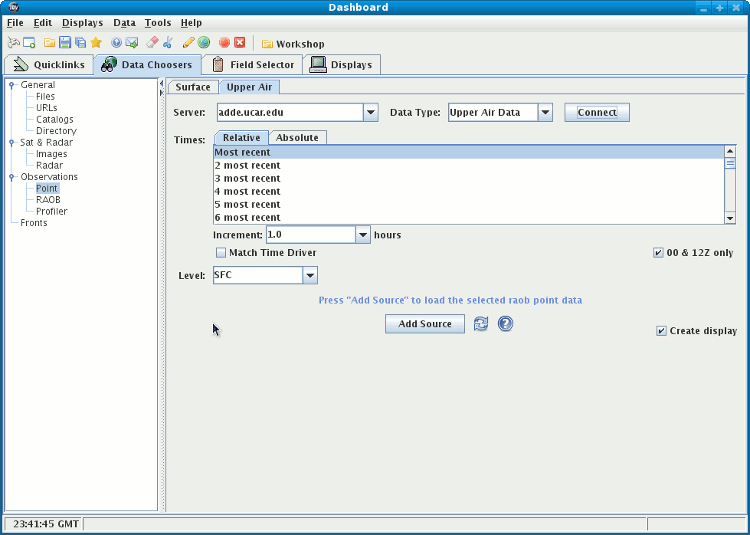 Dashboard
File Edit Displays Data Tools Help
Workshop
Quicklinks Data Choosers Field Selector Displays
General
Files
URLs
Catalogs
Directory
Sat & Radar
Images
Radar
Observations
Point
RAOB
Profiler
Fronts
Surface Upper Air
Server: adde.ucar.edu Data Type: Upper Air Data Connect
Times: Relative Absolute
Most recent
2 most recent
3 most recent
4 most recent
5 most recent
6 most recent
Increment: 1.0 hours
Match Time Driver 00 & 12Z only
Level: SFC
Press "Add Source" to load the selected raob point data
Add Source
Create display
23:41:45 GMT